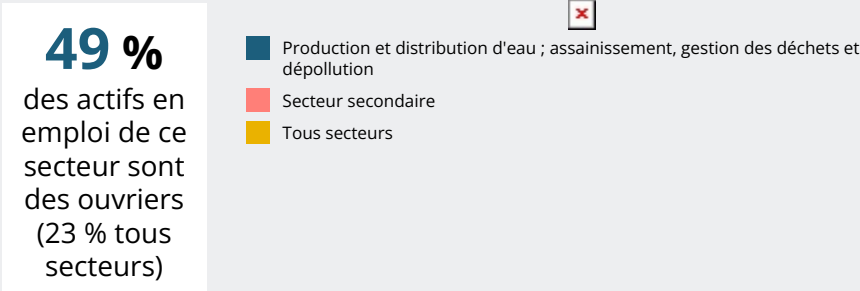 49 %
des actifs en
emploi de ce
secteur sont
des ouvriers
(23 % tous
secteurs)
Production et distribution d'eau ; assainissement, gestion des déchets et
dépollution
Secteur secondaire
Tous secteurs